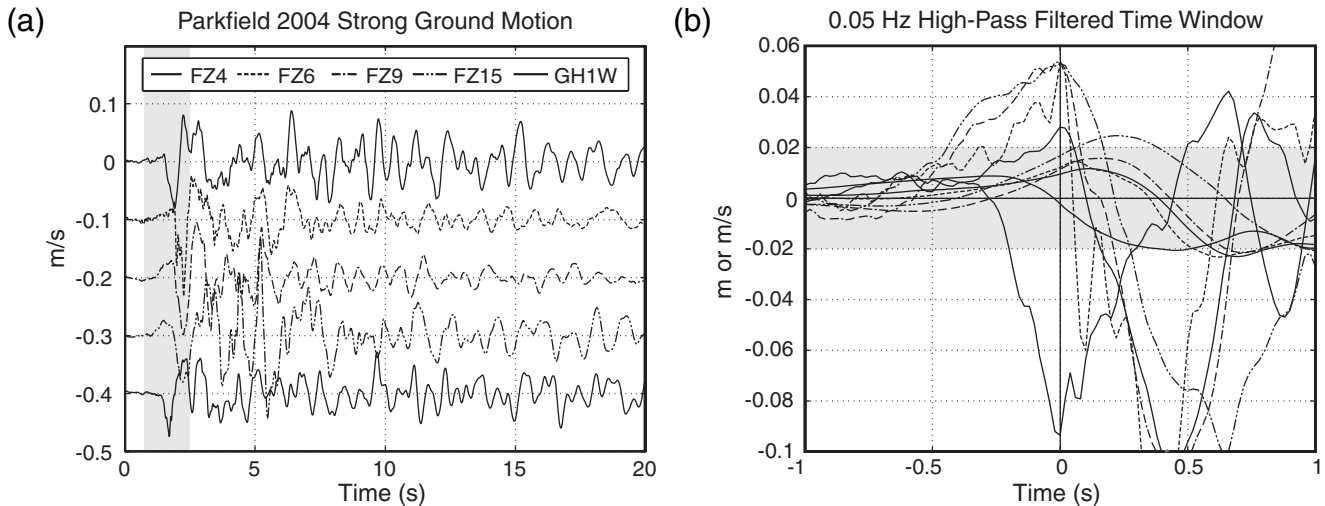 (a)
Parkfield 2004 Strong Ground Motion
FZ4 FZ6 FZ9 FZ15 GH1W
0.1
0
-0.1
-0.2
-0.3
-0.4
-0.5
m/s
0 5 10 15 20
Time (s)
(b)
0.05 Hz High-Pass Filtered Time Window
0.06
0.04
0.02
0
-0.02
-0.04
-0.06
-0.08
-0.1
m or m/s
-1 -0.5 0 0.5 1
Time (s)